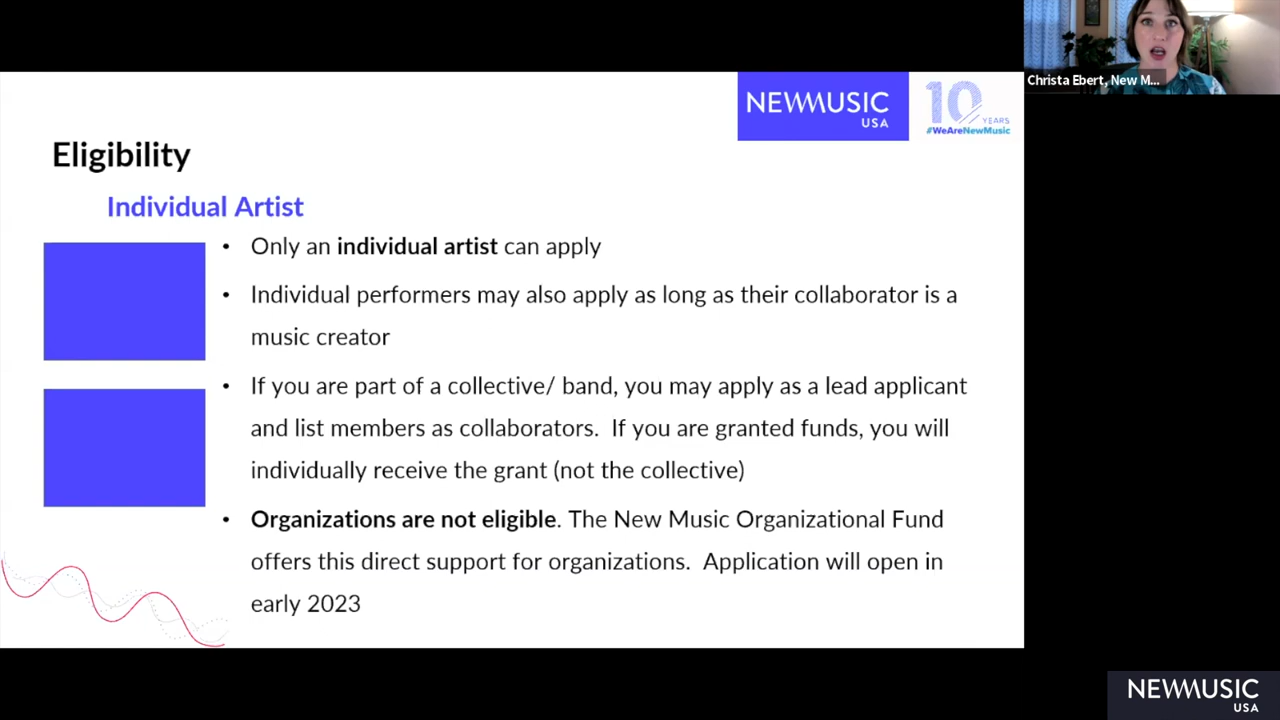 NEWMUSIC
USA
10
YEARS
#WeAreNewMusic
Christa Ebert, New M...
Eligibility
Individual Artist
• Only an individual artist can apply
• Individual performers may also apply as long as their collaborator is a
music creator
• If you are part of a collective/ band, you may apply as a lead applicant
and list members as collaborators.  If you are granted funds, you will
individually receive the grant (not the collective)
• Organizations are not eligible. The New Music Organizational Fund
offers this direct support for organizations.  Application will open in
early 2023
NEWMUSIC
USA